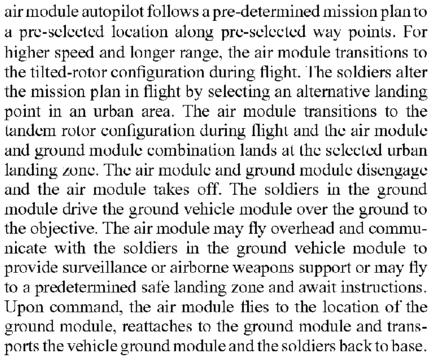 air module autopilot follows a pre-determined mission plan to
a pre-selected location along pre-selected way points. For
higher speed and longer range, the air module transitions to
the tilted-rotor configuration during flight. The soldiers alter
the mission plan in flight by selecting an alternative landing
point in an urban area. The air module transitions to the
tandem rotor configuration during flight and the air module
and ground module combination lands at the selected urban
landing zone. The air module and ground module disengage
and the air module takes off. The soldiers in the ground
module drive the ground vehicle module over the ground to
the objective. The air module may fly overhead and commu-
nicate with the soldiers in the ground vehicle module to
provide surveillance or airborne weapons support or may fly
to a predetermined safe landing zone and await instructions.
Upon command, the air module flies to the location of the
ground module, reattaches to the ground module and trans-
ports the vehicle ground module and the soldiers back to base.